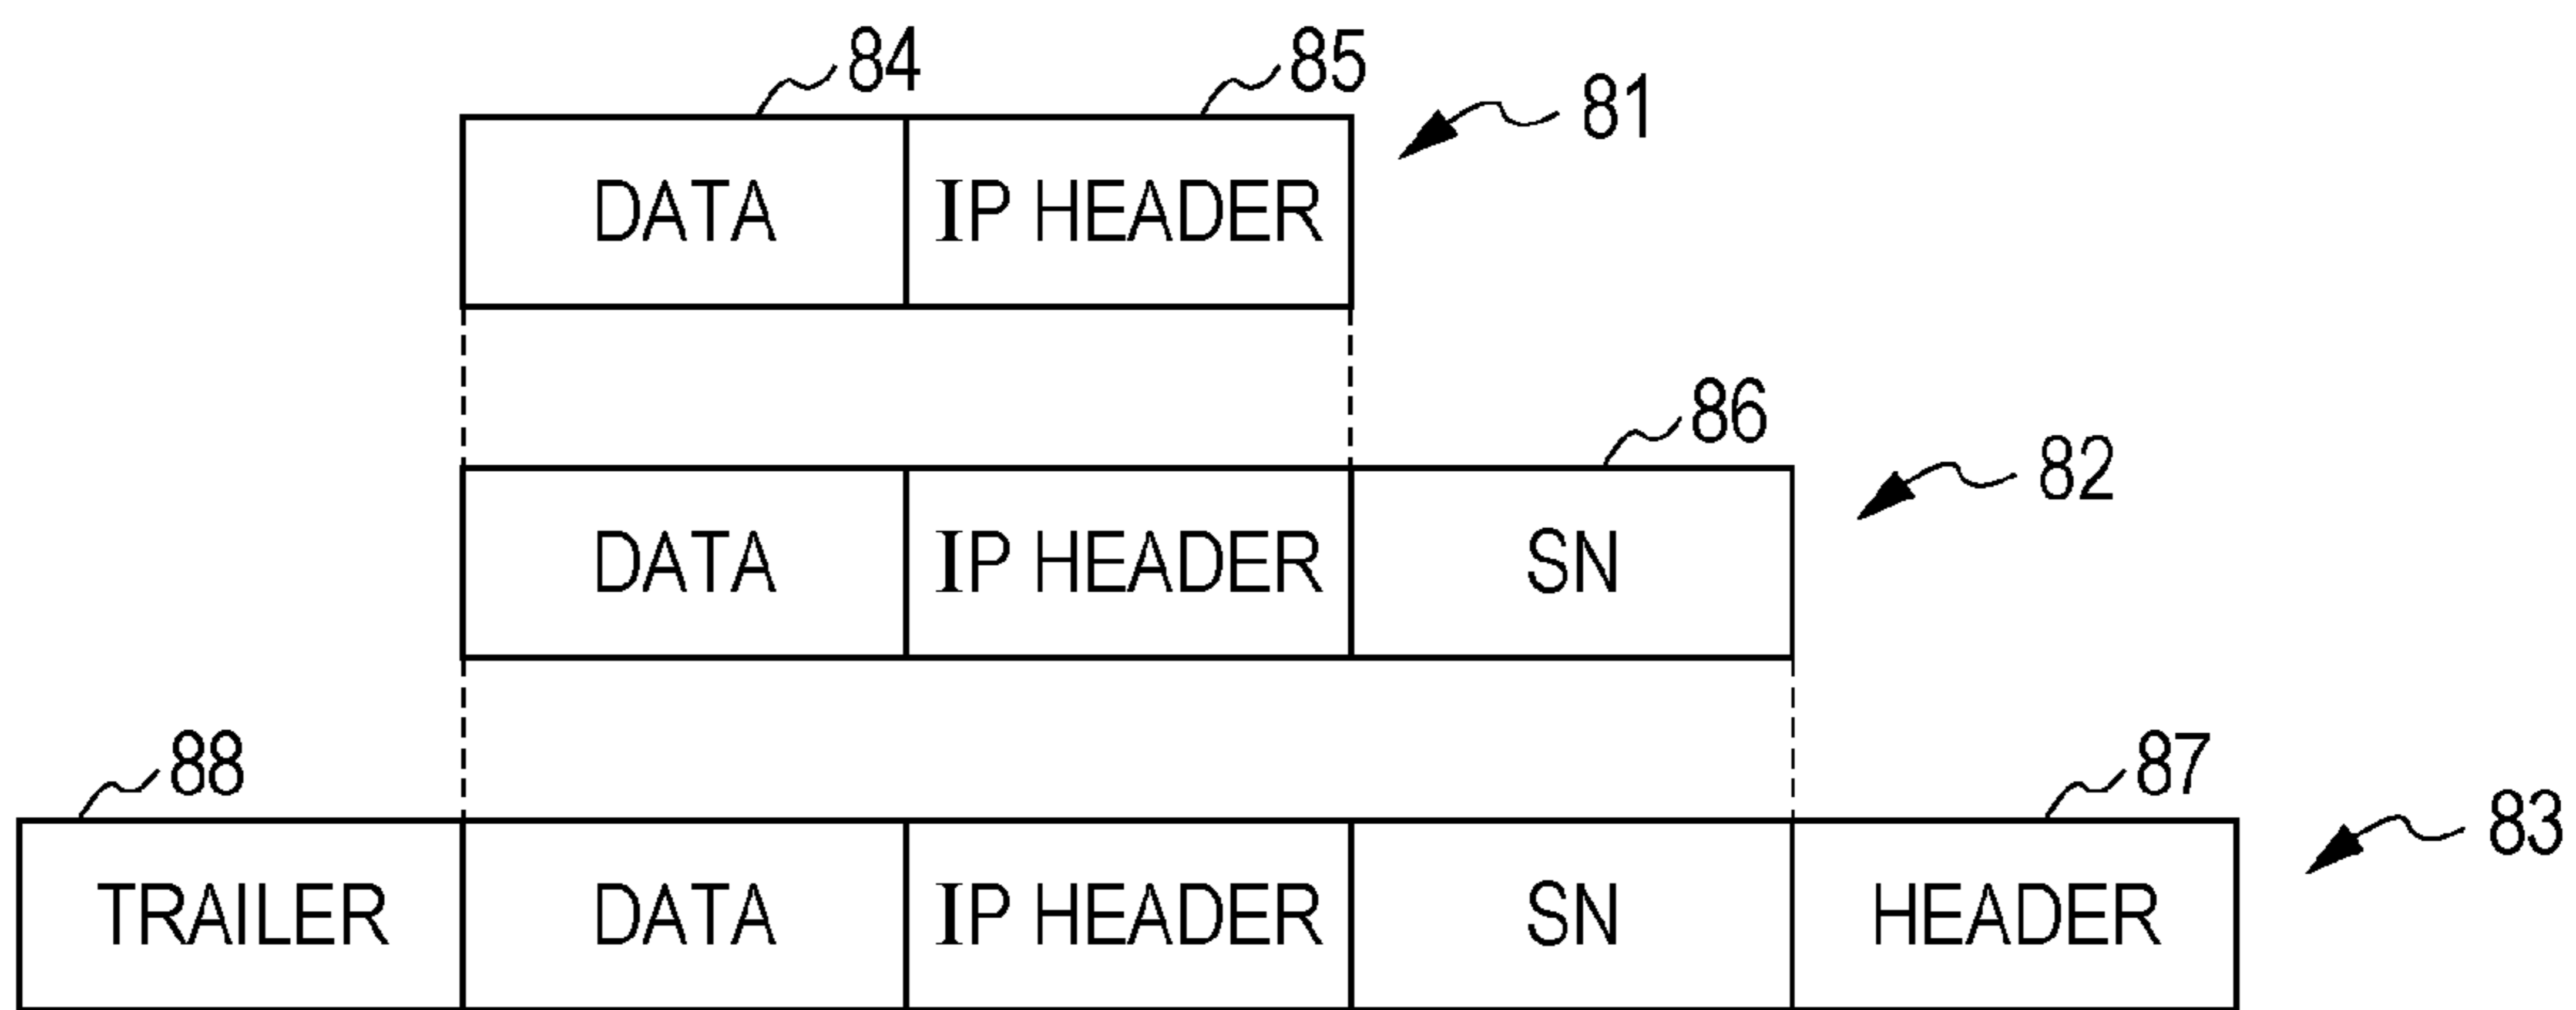 84 85 81
DATA IP HEADER
86 82
DATA IP HEADER SN
88 87 83
TRAILER DATA IP HEADER SN HEADER